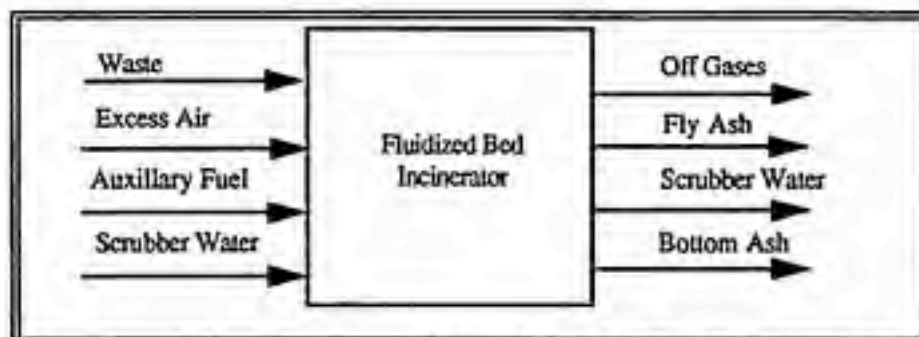 Waste
Excess Air
Auxillary Fuel
Scrubber Water
Fluidized Bed
Incinerator
Off Gases
Fly Ash
Scrubber Water
Bottom Ash